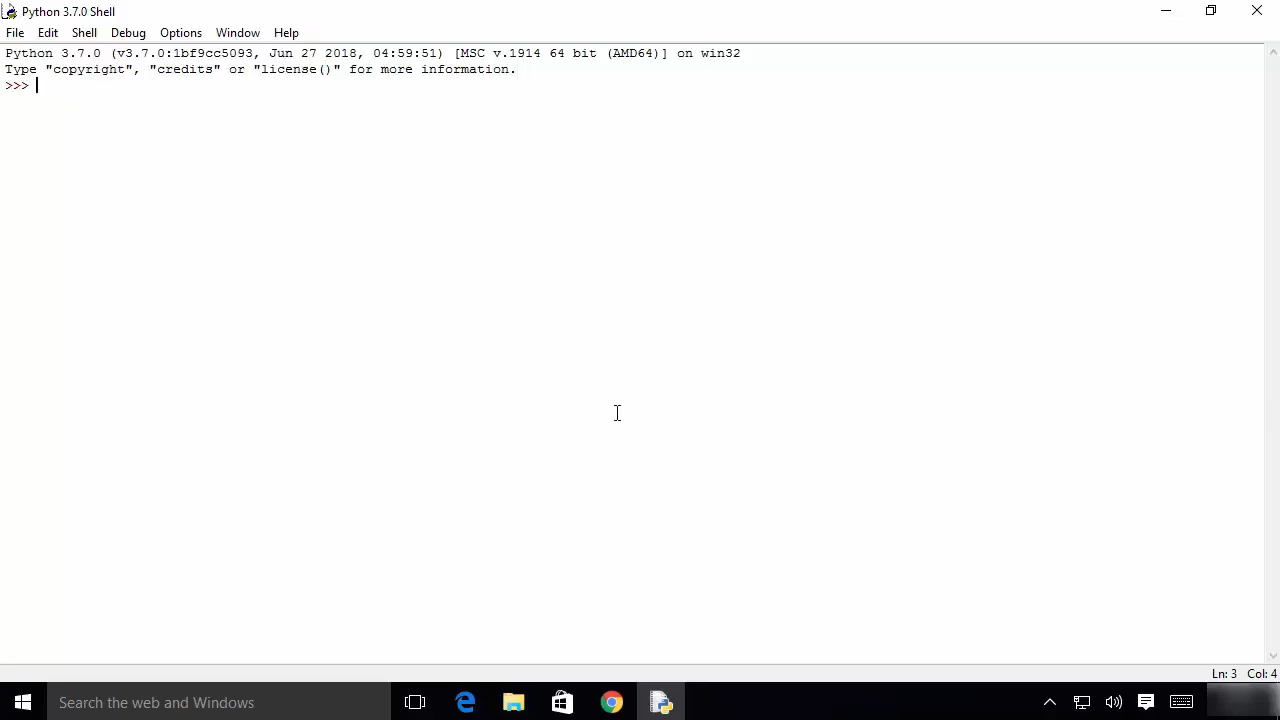 Python 3.7.0 Shell
File Edit Shell Debug Options Window Help
Python 3.7.0 (v3.7.0:1bf9cc5093, Jun 27 2018, 04:59:51) [MSC v.1914 64 bit (AMD64)] on win32
Type "copyright", "credits" or "license()" for more information.
>>>
Ln: 3 Col: 4
Search the web and Windows